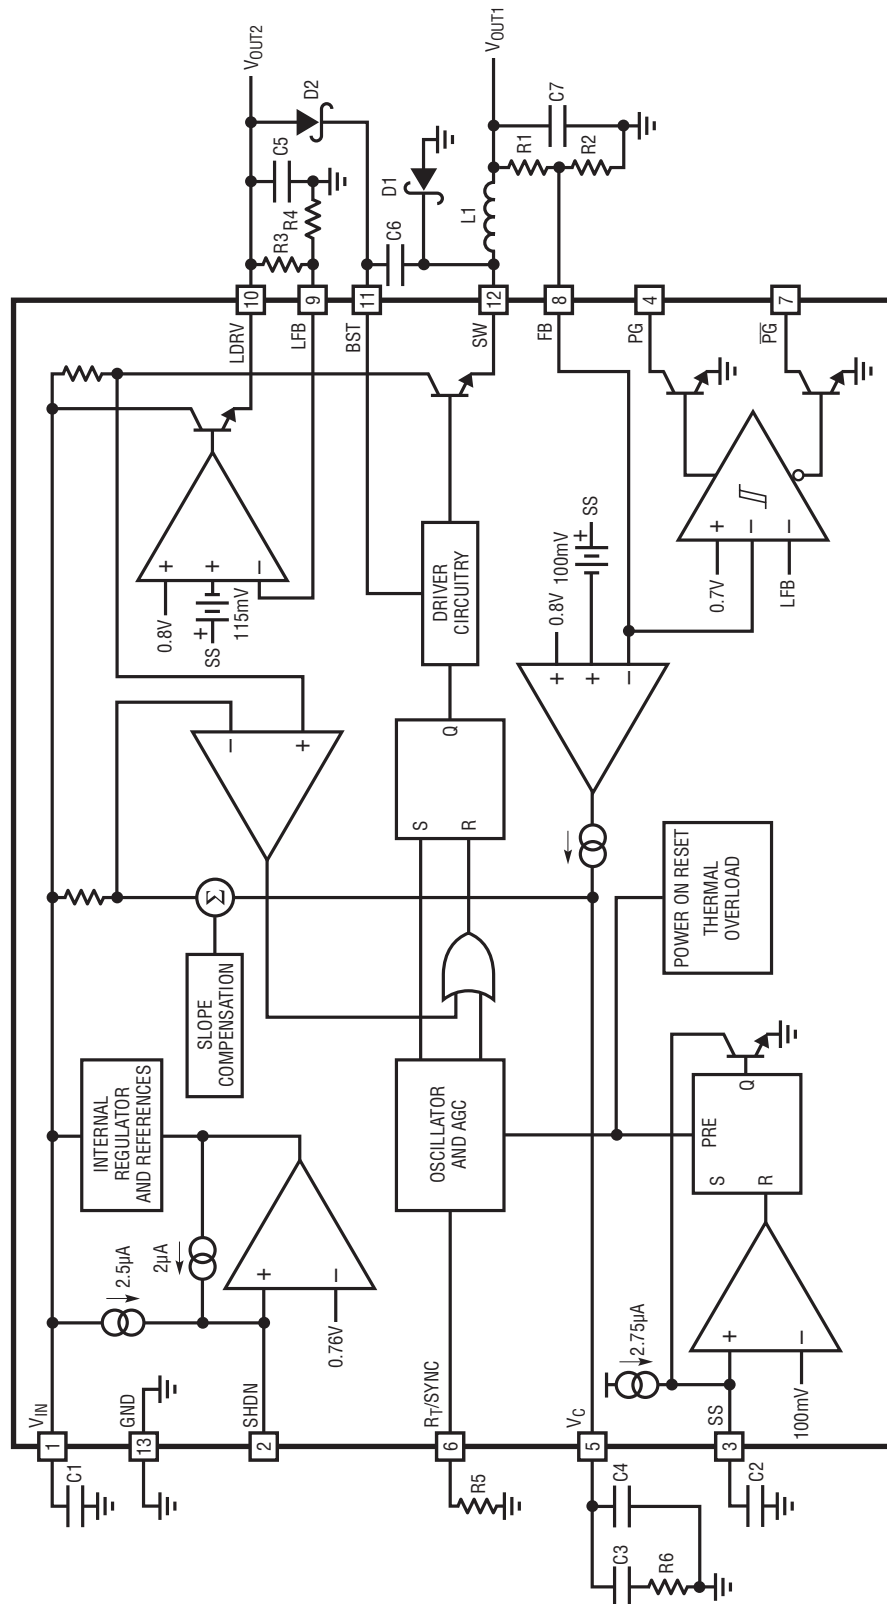 VOUT2
D2
C5
R3
R4
10
LDRV
9
LFB
11
BST
C6
D1
VOUT1
L1
R1
C7
R2
12
SW
8
FB
4
PG
7
PG
+
+
–
0.8V
SS
+
115mV
DRIVER
CIRCUITRY
0.8V
100mV
+
SS
+
+
–
+
–
–
0.7V
LFB
–
+
S
R
Q
Σ
SLOPE
COMPENSATION
POWER ON RESET
THERMAL
OVERLOAD
INTERNAL
REGULATOR
AND REFERENCES
OSCILLATOR
AND AGC
PRE
S
R
Q
2.5µA
2µA
+
–
0.76V
2.75µA
+
–
100mV
VIN
1
C1
GND
13
SHDN
2
RT/SYNC
6
R5
VC
5
C4
C3
R6
SS
3
C2